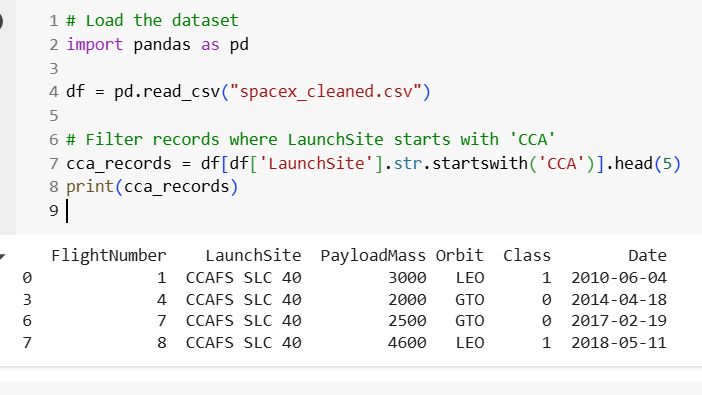 1 # Load the dataset
2 import pandas as pd
3
4 df = pd.read_csv("spacex_cleaned.csv")
5
6 # Filter records where LaunchSite starts with 'CCA'
7 cca_records = df[df['LaunchSite'].str.startswith('CCA')].head(5)
8 print(cca_records)
9
FlightNumber LaunchSite PayloadMass Orbit Class Date
0 1 CCAFS SLC 40 3000 LEO 1 2010-06-04
3 4 CCAFS SLC 40 2000 GTO 0 2014-04-18
6 7 CCAFS SLC 40 2500 GTO 0 2017-02-19
7 8 CCAFS SLC 40 4600 LEO 1 2018-05-11